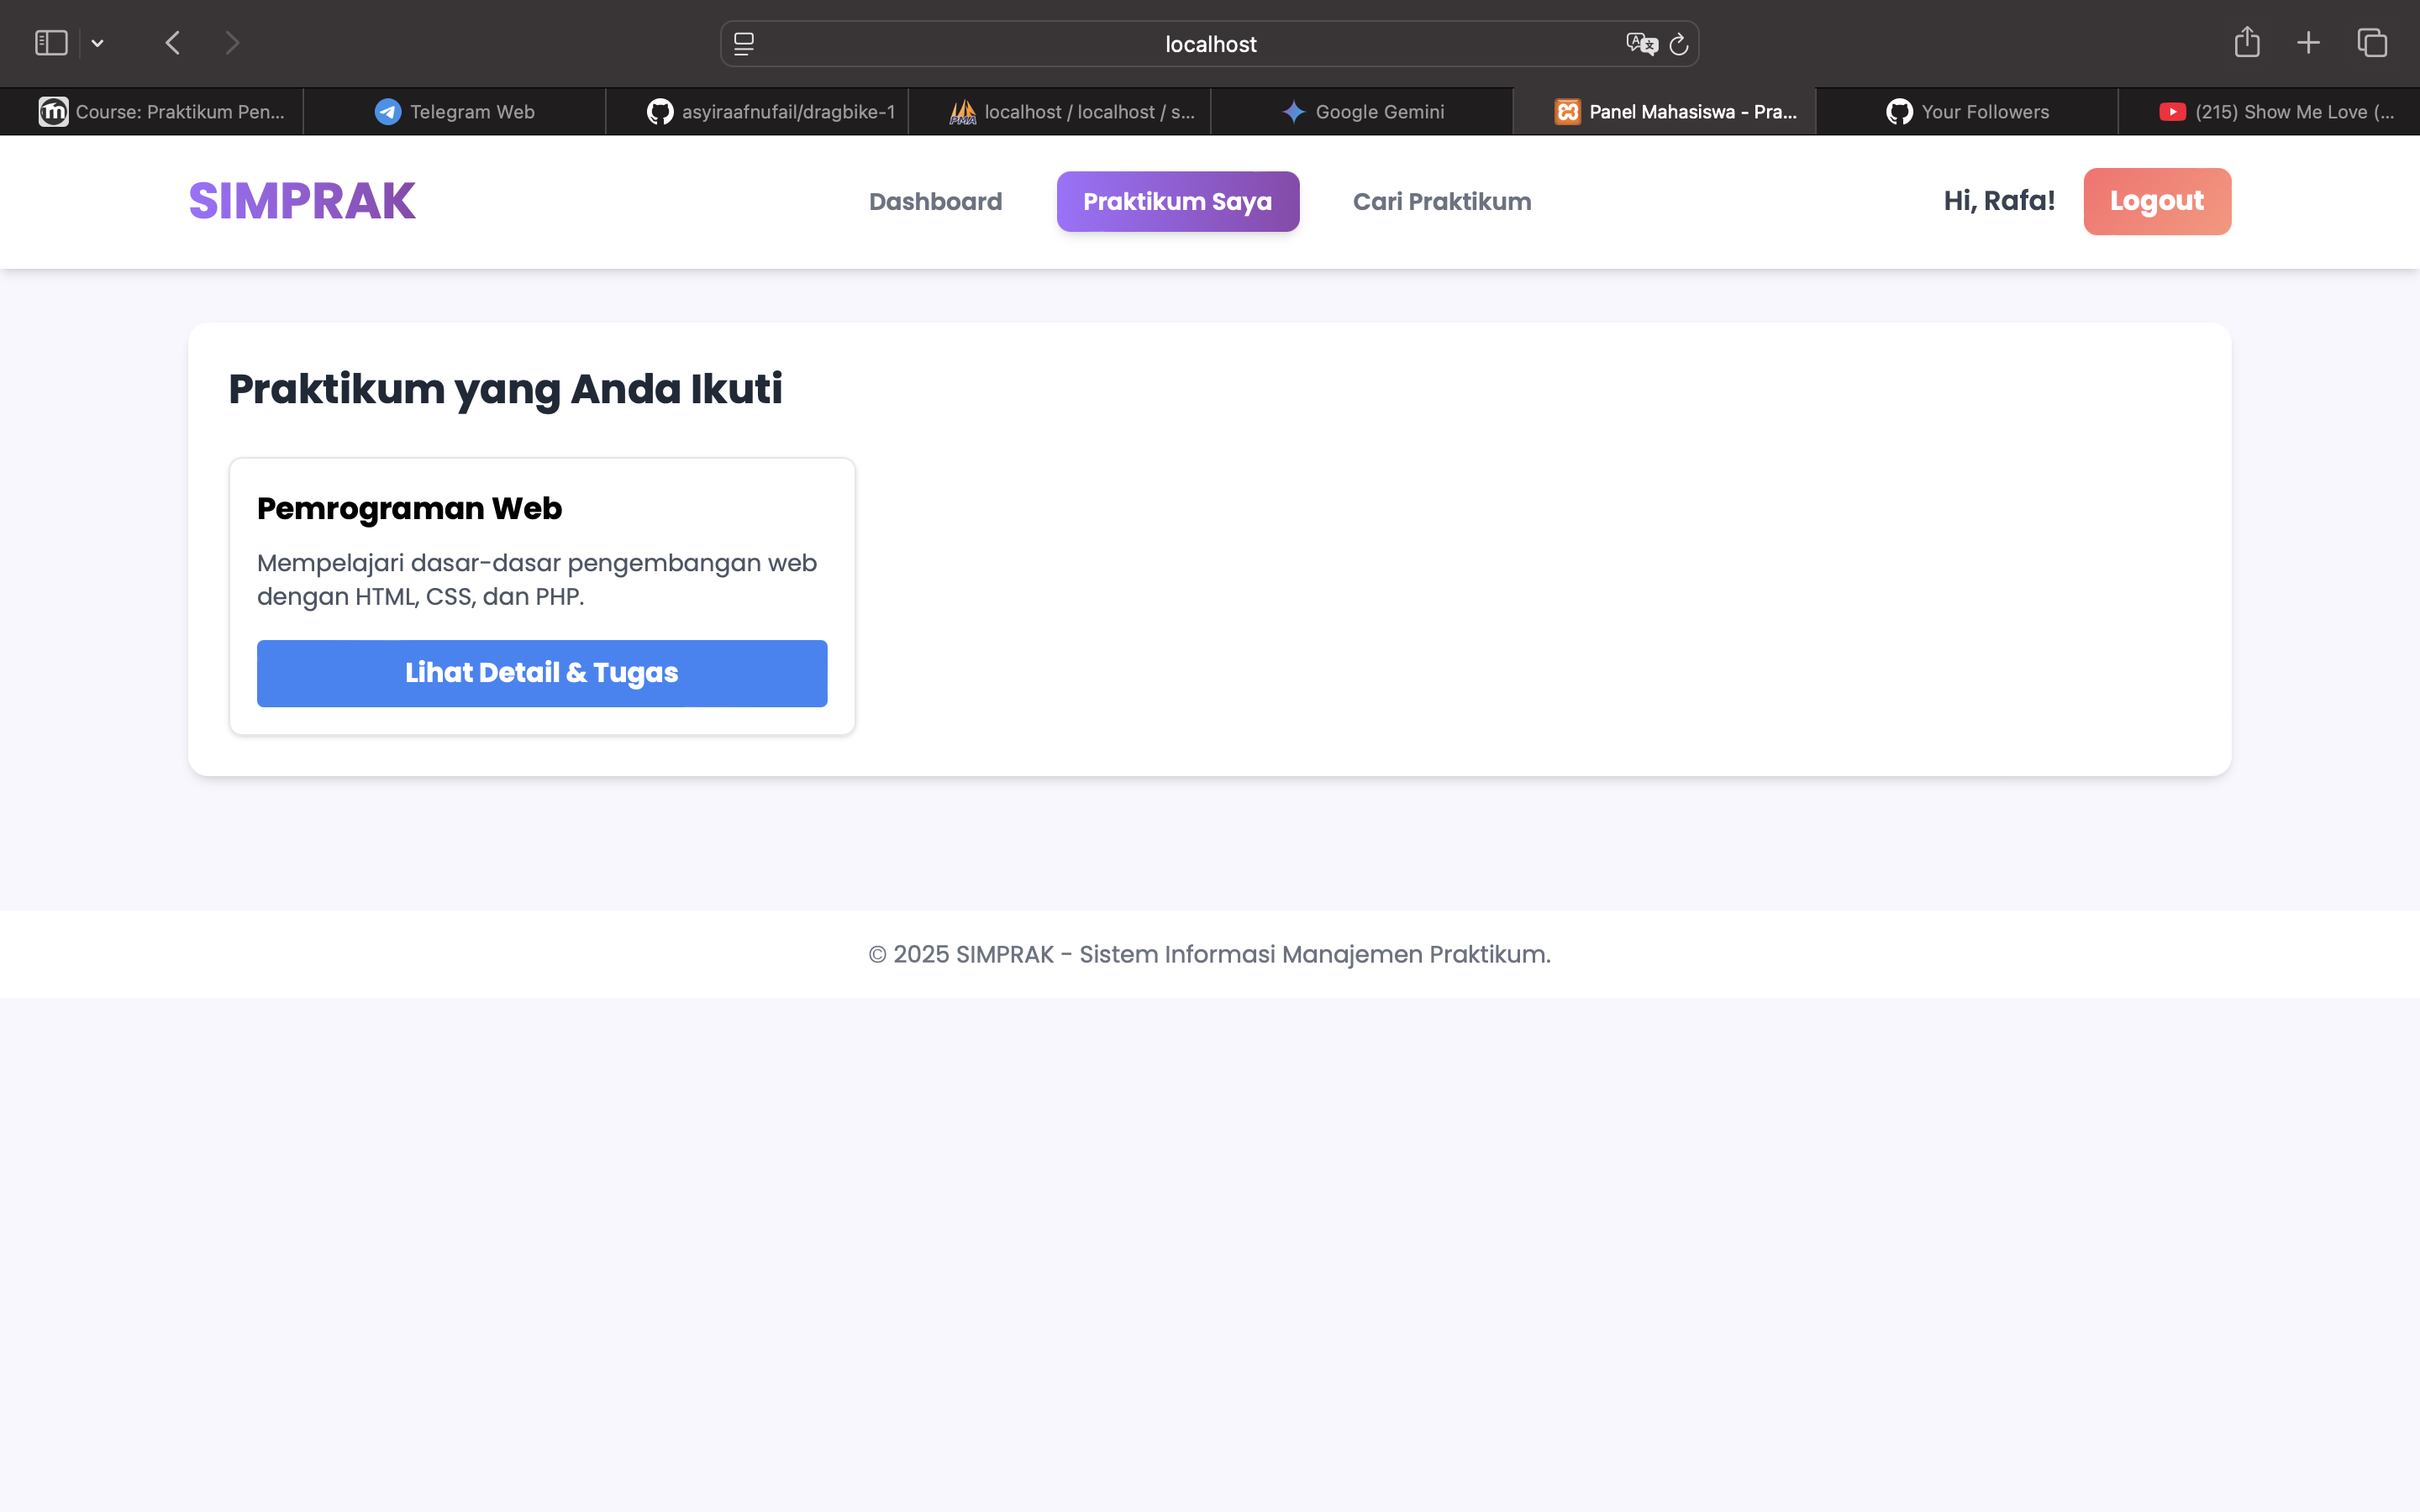 localhost
Course: Praktikum Pen...
Telegram Web
asyiraafnufail/dragbike-1
localhost / localhost / s...
Google Gemini
Panel Mahasiswa - Pra...
Your Followers
(215) Show Me Love (...
SIMPRAK
Dashboard
Praktikum Saya
Cari Praktikum
Hi, Rafa!
Logout
Praktikum yang Anda Ikuti
Pemrograman Web
Mempelajari dasar-dasar pengembangan web
dengan HTML, CSS, dan PHP.
Lihat Detail & Tugas
© 2025 SIMPRAK - Sistem Informasi Manajemen Praktikum.